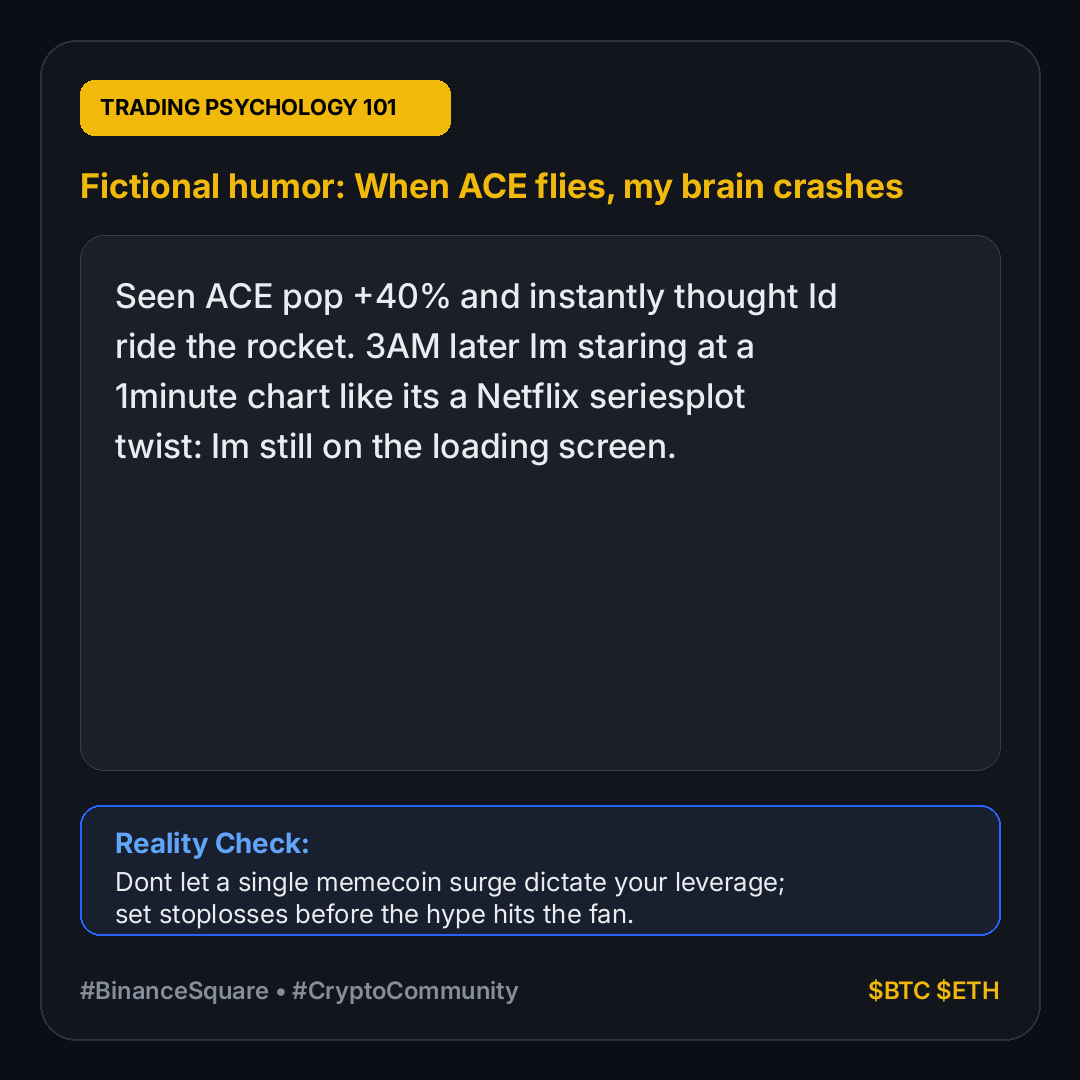 TRADING PSYCHOLOGY 101
Fictional humor: When ACE flies, my brain crashes
Seen ACE pop +40% and instantly thought Id
ride the rocket. 3AM later Im staring at a
1minute chart like its a Netflix seriesplot
twist: Im still on the loading screen.
Reality Check:
Dont let a single memecoin surge dictate your leverage;
set stoplosses before the hype hits the fan.
#BinanceSquare • #CryptoCommunity
$BTC $ETH